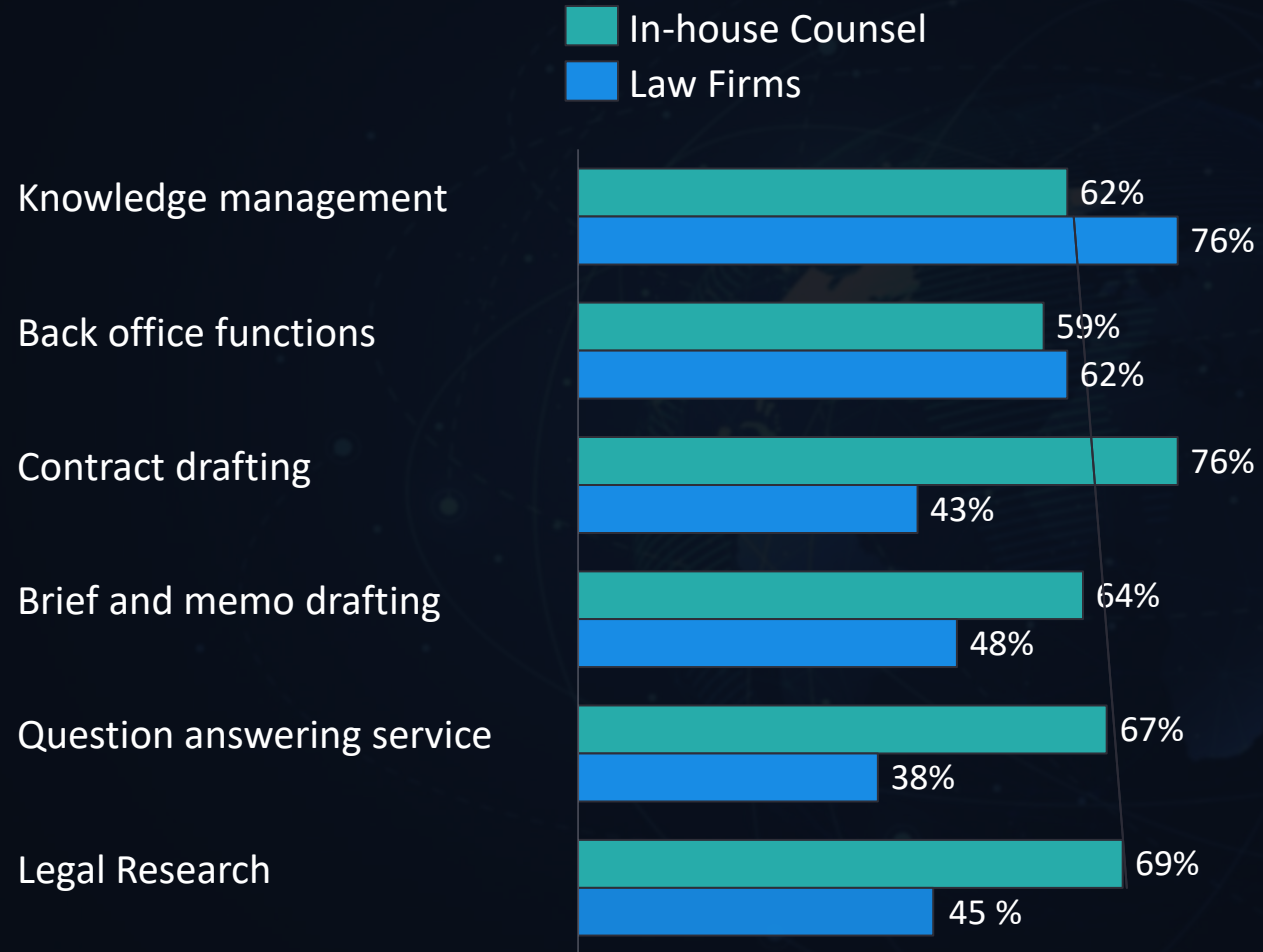 In-house Counsel
Law Firms
Knowledge management
62%
76%
Back office functions
59%
62%
Contract drafting
76%
43%
Brief and memo drafting
64%
48%
Question answering service
67%
38%
Legal Research
69%
45 %